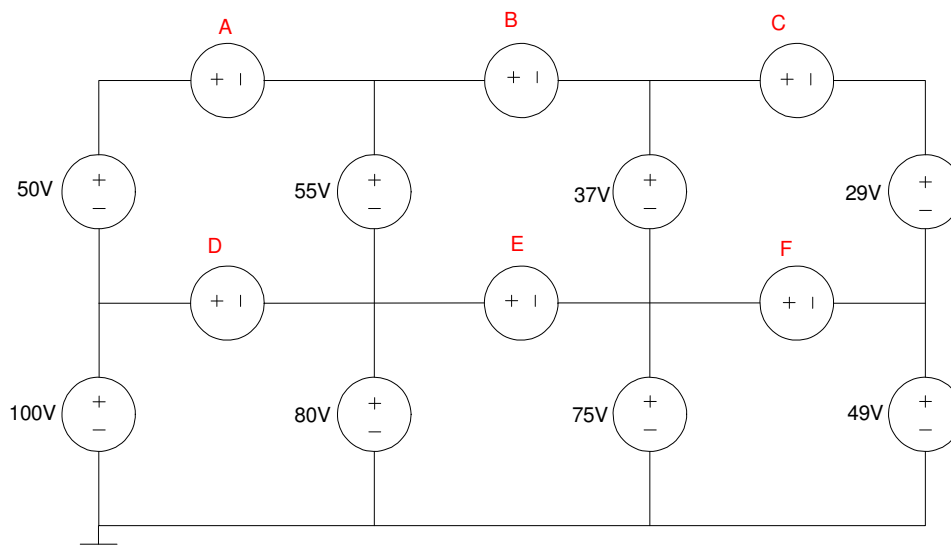 A B C
+ − + − + −
50V + − 55V + − 37V + − 29V + −
D E F
+ − + − + −
100V + − 80V + − 75V + − 49V + −